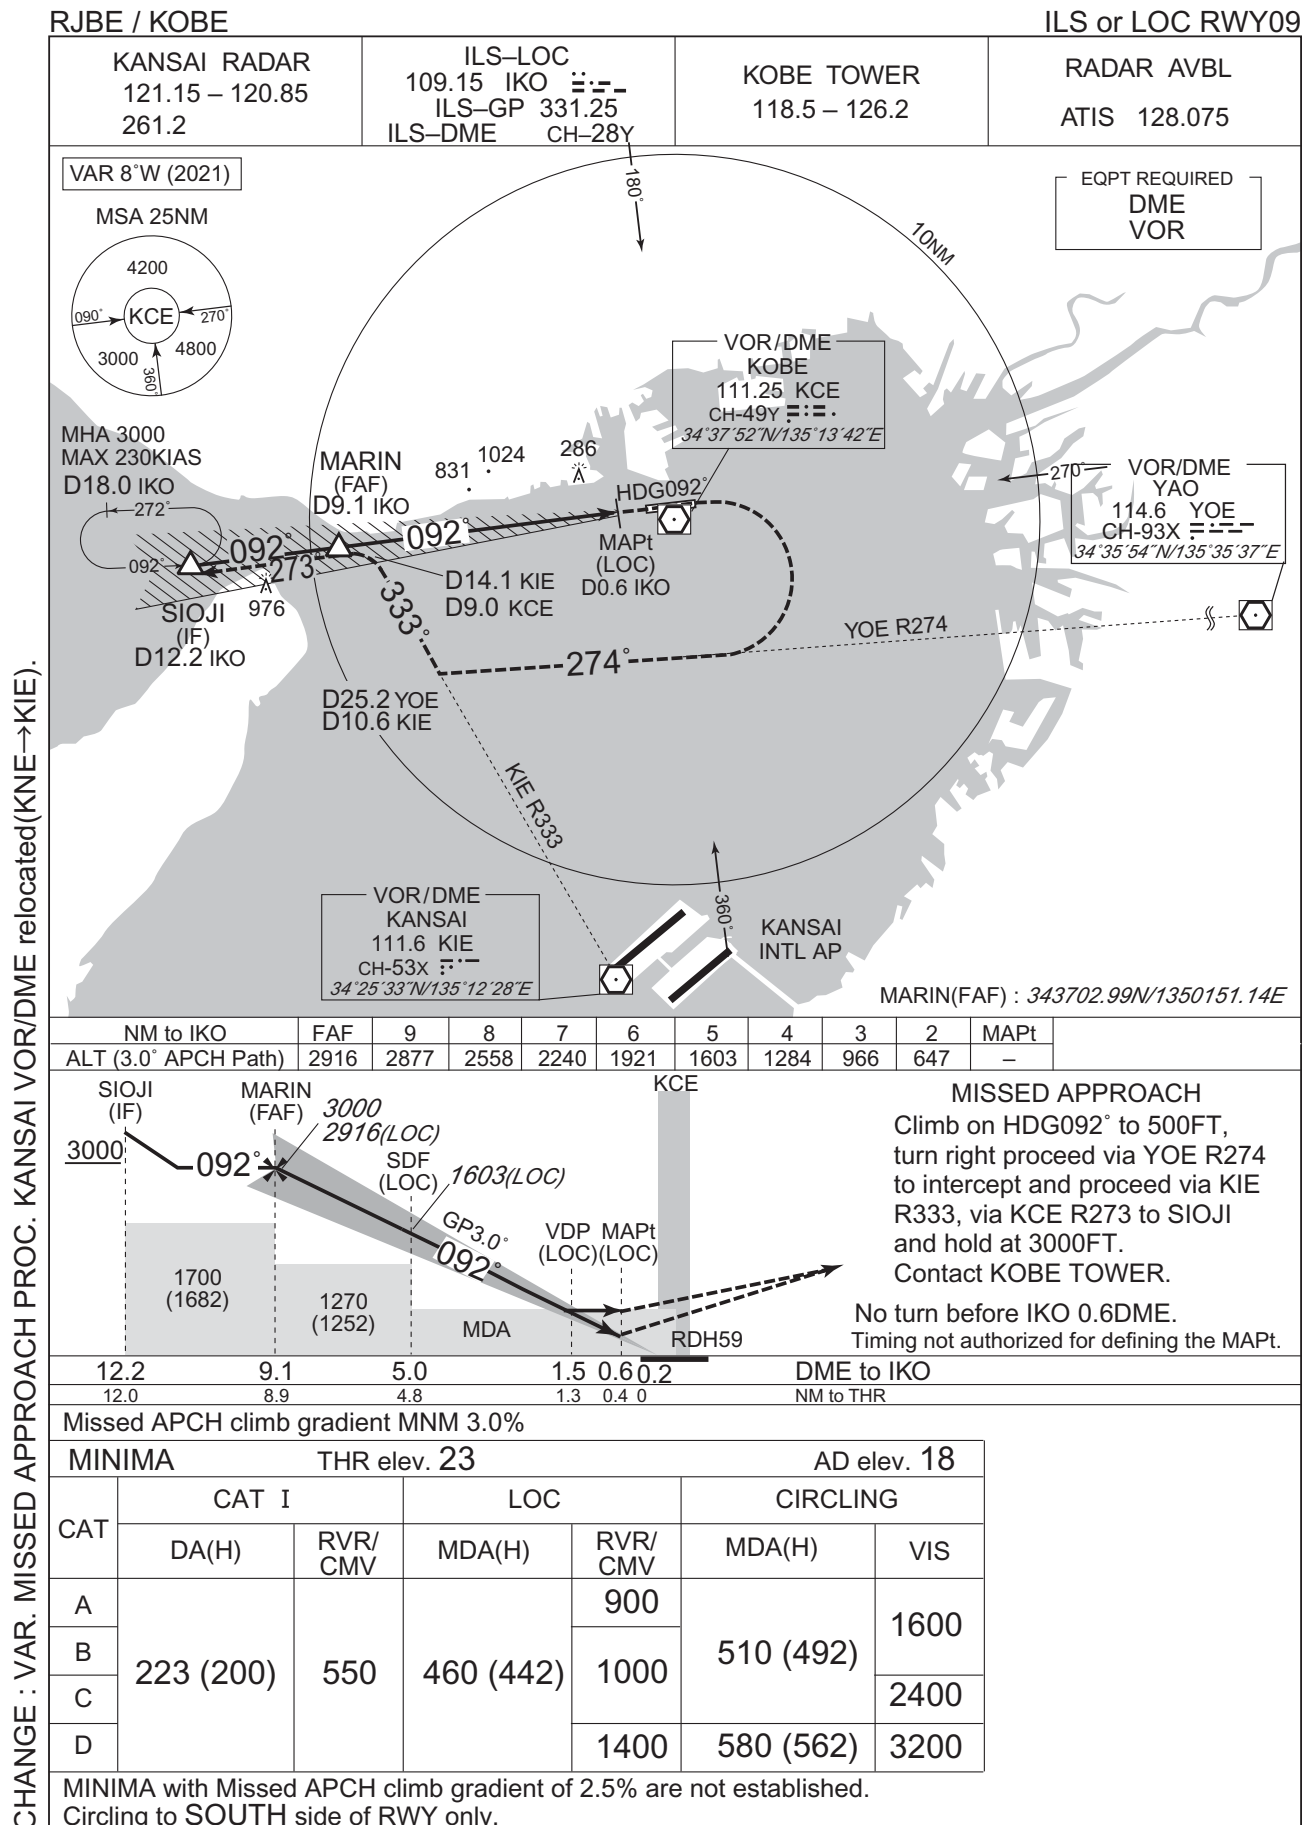 RJBE / KOBE
ILS or LOC RWY09
KANSAI RADAR
121.15 – 120.85
261.2
ILS–LOC
109.15 IKO
ILS–GP 331.25
ILS–DME CH–28Y
KOBE TOWER
118.5 – 126.2
RADAR AVBL
ATIS 128.075
VAR 8°W (2021)
MSA 25NM
4200
090°
KCE
270°
3000
4800
360°
180°
10NM
EQPT REQUIRED
DME
VOR
VOR/DME
KOBE
111.25 KCE
CH-49Y
34°37′52″N/135°13′42″E
MHA 3000
MAX 230KIAS
D18.0 IKO
272°
092°
MARIN
(FAF)
D9.1 IKO
831
1024
286
HDG092°
270°
VOR/DME
YAO
114.6 YOE
CH-93X
34°35′54″N/135°35′37″E
092°
092°
273°
976
SIOJI
(IF)
D12.2 IKO
MAPt
(LOC)
D0.6 IKO
D14.1 KIE
D9.0 KCE
333°
YOE R274
274°
D25.2 YOE
D10.6 KIE
KIE R333
VOR/DME
KANSAI
111.6 KIE
CH-53X
34°25′33″N/135°12′28″E
360°
KANSAI
INTL AP
MARIN(FAF) : 343702.99N/1350151.14E
NM to IKO FAF 9 8 7 6 5 4 3 2 MAPt
ALT (3.0° APCH Path) 2916 2877 2558 2240 1921 1603 1284 966 647 –
SIOJI
(IF)
MARIN
(FAF)
3000
2916(LOC)
KCE
3000
092°
SDF
(LOC)
1603(LOC)
GP3.0°
092°
VDP MAPt
(LOC)(LOC)
1700
(1682)
1270
(1252)
MDA
RDH59
MISSED APPROACH
Climb on HDG092° to 500FT,
turn right proceed via YOE R274
to intercept and proceed via KIE
R333, via KCE R273 to SIOJI
and hold at 3000FT.
Contact KOBE TOWER.
No turn before IKO 0.6DME.
Timing not authorized for defining the MAPt.
12.2 9.1 5.0 1.5 0.6 0.2 DME to IKO
12.0 8.9 4.8 1.3 0.4 0 NM to THR
Missed APCH climb gradient MNM 3.0%
MINIMA THR elev. 23 AD elev. 18
CAT
CAT I
LOC
CIRCLING
DA(H)
RVR/
CMV
MDA(H)
RVR/
CMV
MDA(H)
VIS
A
B
C
D
223 (200)
550
460 (442)
900
1000
1400
510 (492)
580 (562)
1600
2400
3200
MINIMA with Missed APCH climb gradient of 2.5% are not established.
Circling to SOUTH side of RWY only.
CHANGE : VAR. MISSED APPROACH PROC. KANSAI VOR/DME relocated(KNE→KIE).